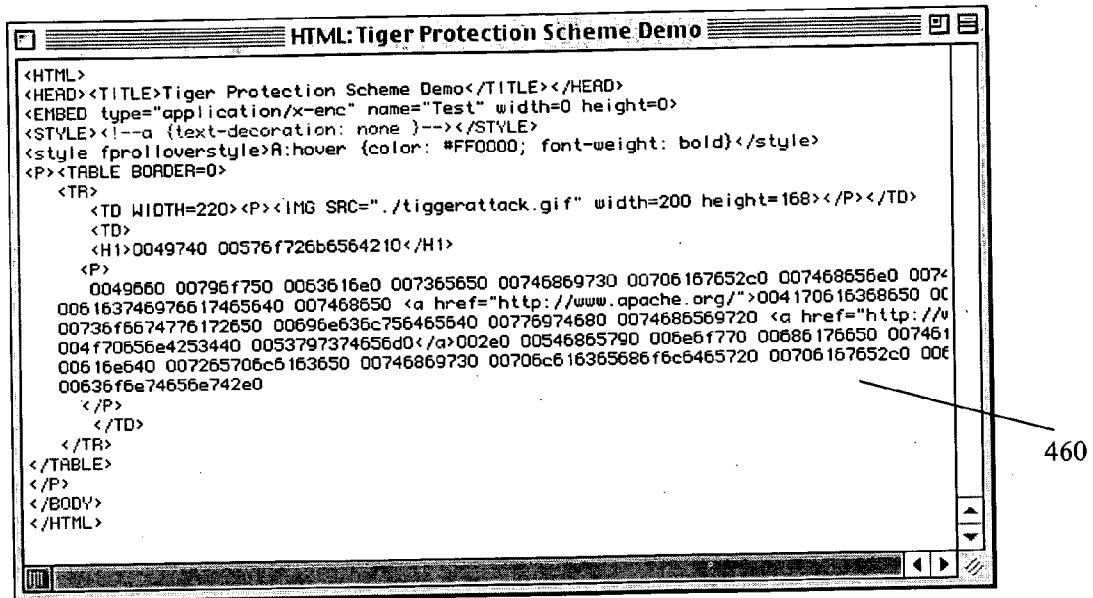 HTML: Tiger Protection Scheme Demo
<HTML>
<HEAD><TITLE>Tiger Protection Scheme Demo</TITLE></HEAD>
<EMBED type="application/x-enc" name="Test" width=0 height=0>
<STYLE><!--a {text-decoration: none }--></STYLE>
<style fprolloverstyle>A:hover {color: #FF0000; font-weight: bold}</style>
<P><TABLE BORDER=0>
<TR>
<TD WIDTH=220><P><IMG SRC="./tiggerattack.gif" width=200 height=168></P></TD>
<TD>
<H1>0049740 00576f726b6564210</H1>
<P>
0049660 00796f750 0063616e0 007365650 00746869730 00706167652c0 007468656e0 0074
0061637469766174656640 007468650 <a href="http://www.apache.org/">004170616368650 00
00736f6674776172650 00696e636c756465640 00776974680 0074686569720 <a href="http://w
004f70656e4253440 0053797374656d0</a>002e0 00546865790 006e6f770 00686176650 007461
00616e640 007265706c6163650 00746869730 00706c616365686f6c6465720 00706167652c0 006
00636f6e74656e742e0
</P>
</TD>
</TR>
</TABLE>
</P>
</BODY>
</HTML>
460